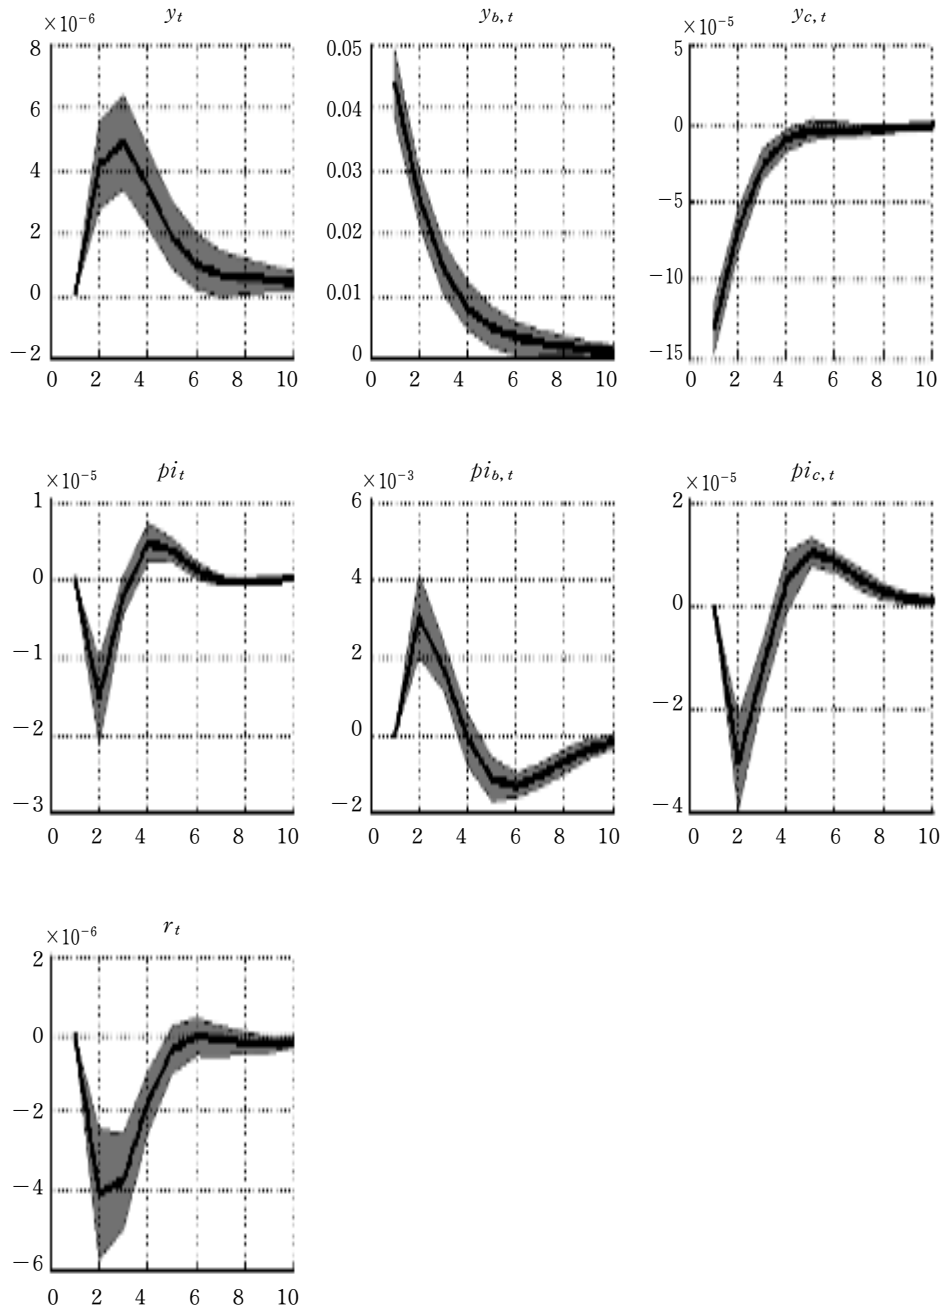 y_t y_{b,t} y_{c,t}
×10⁻⁶ ×10⁻⁵
8 0.05 5
6 0.04 0
4 0.03 −5
2 0.02 −10
0 0.01 −15
−2 0
0 2 4 6 8 10 0 2 4 6 8 10 0 2 4 6 8 10
pi_t pi_{b,t} pi_{c,t}
×10⁻⁵ ×10⁻³ ×10⁻⁵
1 6 2
0 4 0
−1 2 −2
−2 0 −4
−3 −2
0 2 4 6 8 10 0 2 4 6 8 10 0 2 4 6 8 10
r_t
×10⁻⁶
2
0
−2
−4
−6
0 2 4 6 8 10